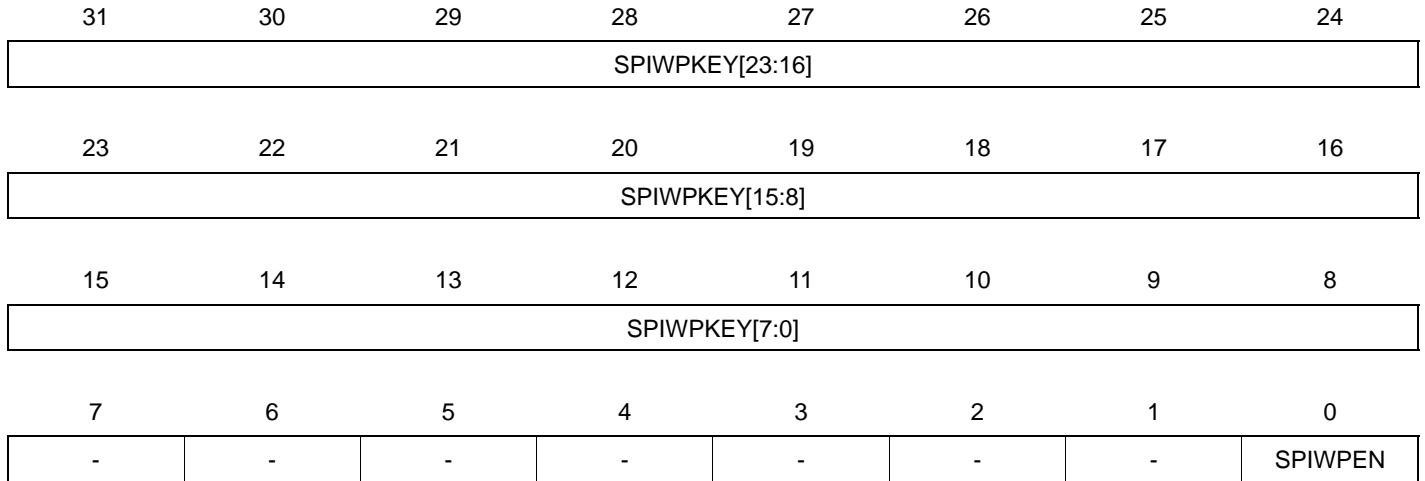 31 30 29 28 27 26 25 24
SPIWPKEY[23:16]
23 22 21 20 19 18 17 16
SPIWPKEY[15:8]
15 14 13 12 11 10 9 8
SPIWPKEY[7:0]
7 6 5 4 3 2 1 0
- - - - - - - SPIWPEN